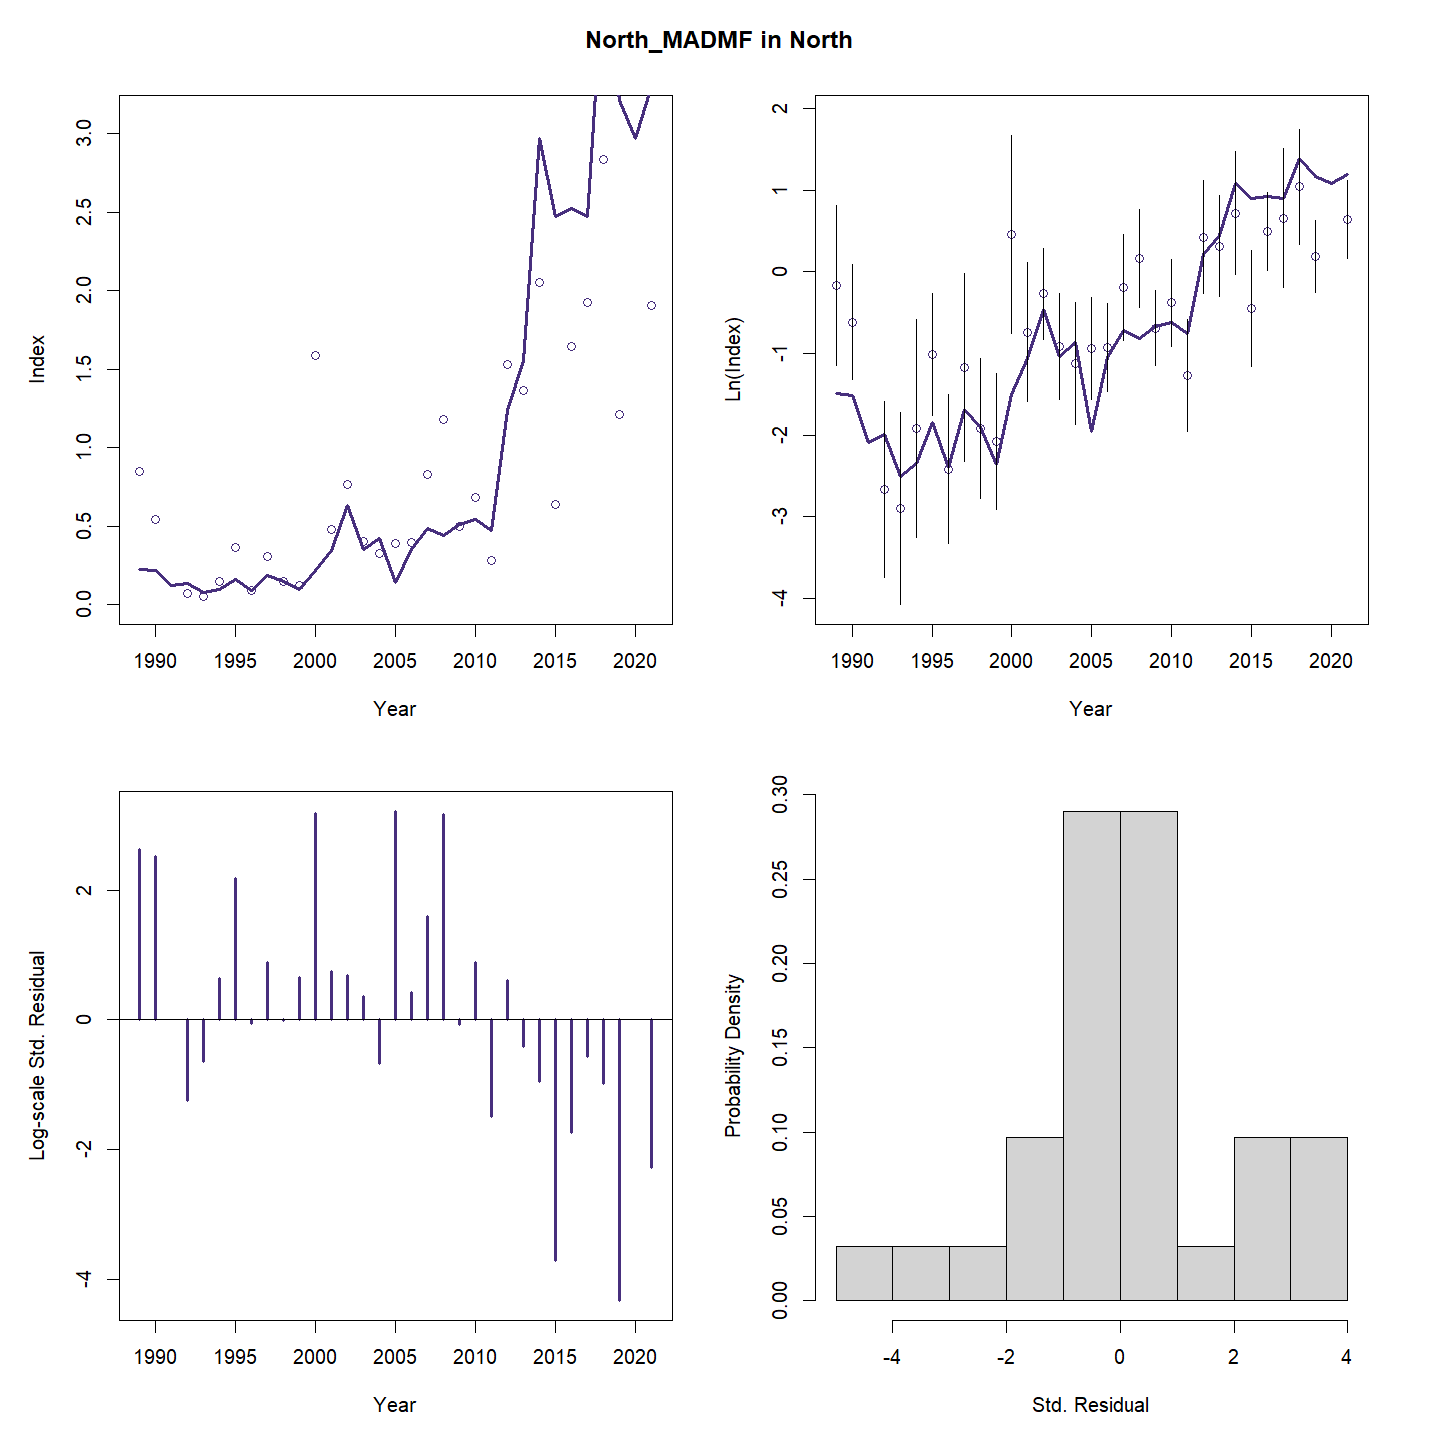 North_MADMF in North
Index
0.0 0.5 1.0 1.5 2.0 2.5 3.0
1990 1995 2000 2005 2010 2015 2020
Year
Ln(Index)
-4 -3 -2 -1 0 1 2
1990 1995 2000 2005 2010 2015 2020
Year
Log-scale Std. Residual
-4 -2 0 2
1990 1995 2000 2005 2010 2015 2020
Year
Probability Density
0.00 0.05 0.10 0.15 0.20 0.25 0.30
-4 -2 0 2 4
Std. Residual